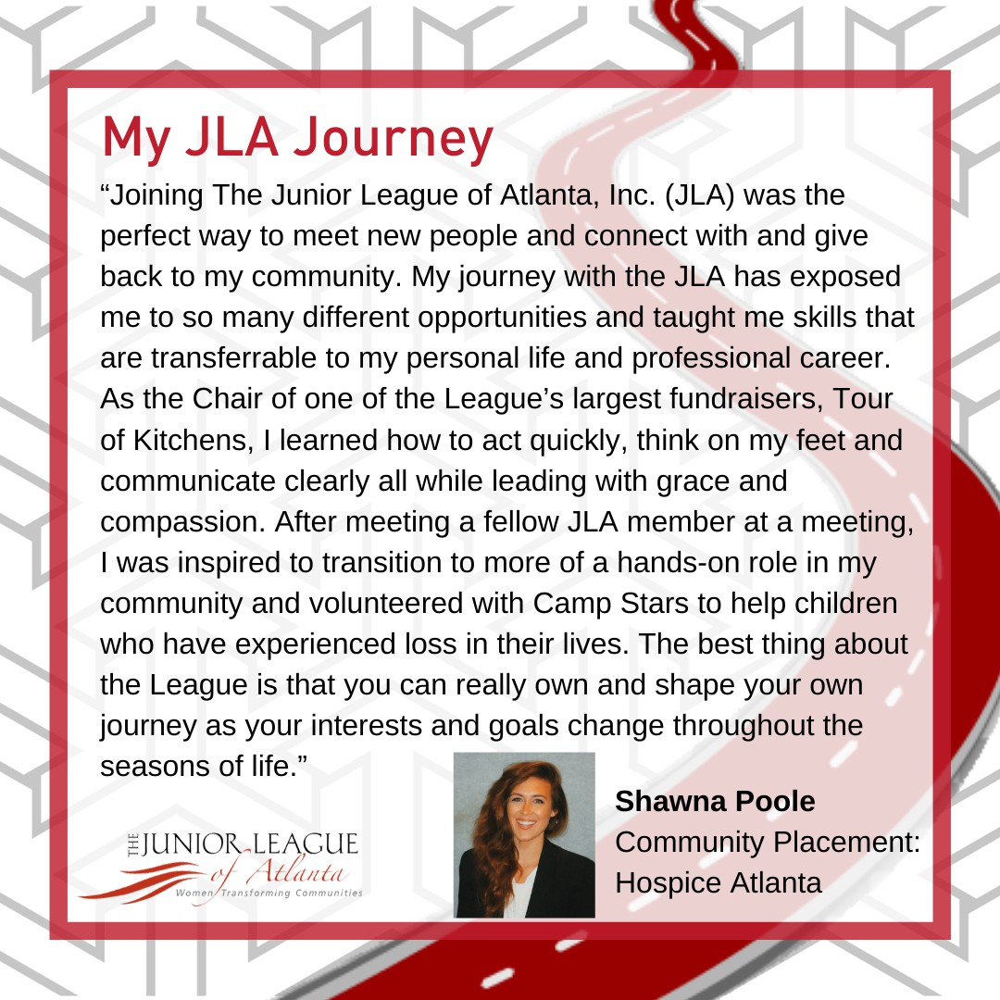 My JLA Journey
“Joining The Junior League of Atlanta, Inc. (JLA) was the
perfect way to meet new people and connect with and give
back to my community. My journey with the JLA has exposed
me to so many different opportunities and taught me skills that
are transferrable to my personal life and professional career.
As the Chair of one of the League’s largest fundraisers, Tour
of Kitchens, I learned how to act quickly, think on my feet and
communicate clearly all while leading with grace and
compassion. After meeting a fellow JLA member at a meeting,
I was inspired to transition to more of a hands-on role in my
community and volunteered with Camp Stars to help children
who have experienced loss in their lives. The best thing about
the League is that you can really own and shape your own
journey as your interests and goals change throughout the
seasons of life.”
Shawna Poole
Community Placement:
Hospice Atlanta
THE JUNIOR LEAGUE
of Atlanta
Women Transforming Communities